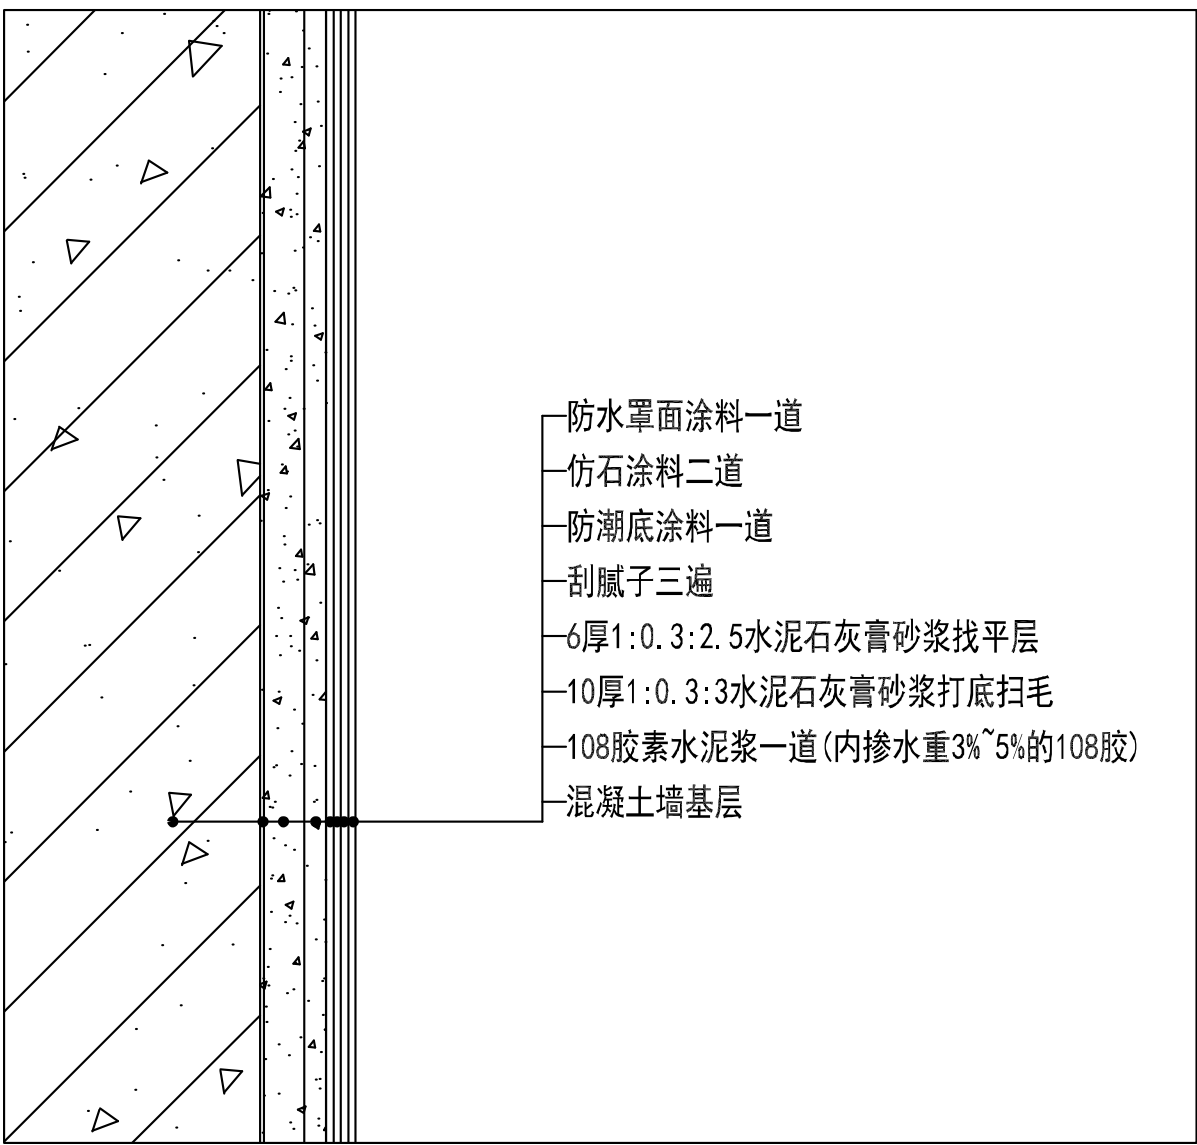 防水罩面涂料一道
仿石涂料二道
防潮底涂料一道
刮腻子三遍
6厚1:0.3:2.5水泥石灰膏砂浆找平层
10厚1:0.3:3水泥石灰膏砂浆打底扫毛
108胶素水泥浆一道(内掺水重3%~5%的108胶)
混凝土墙基层